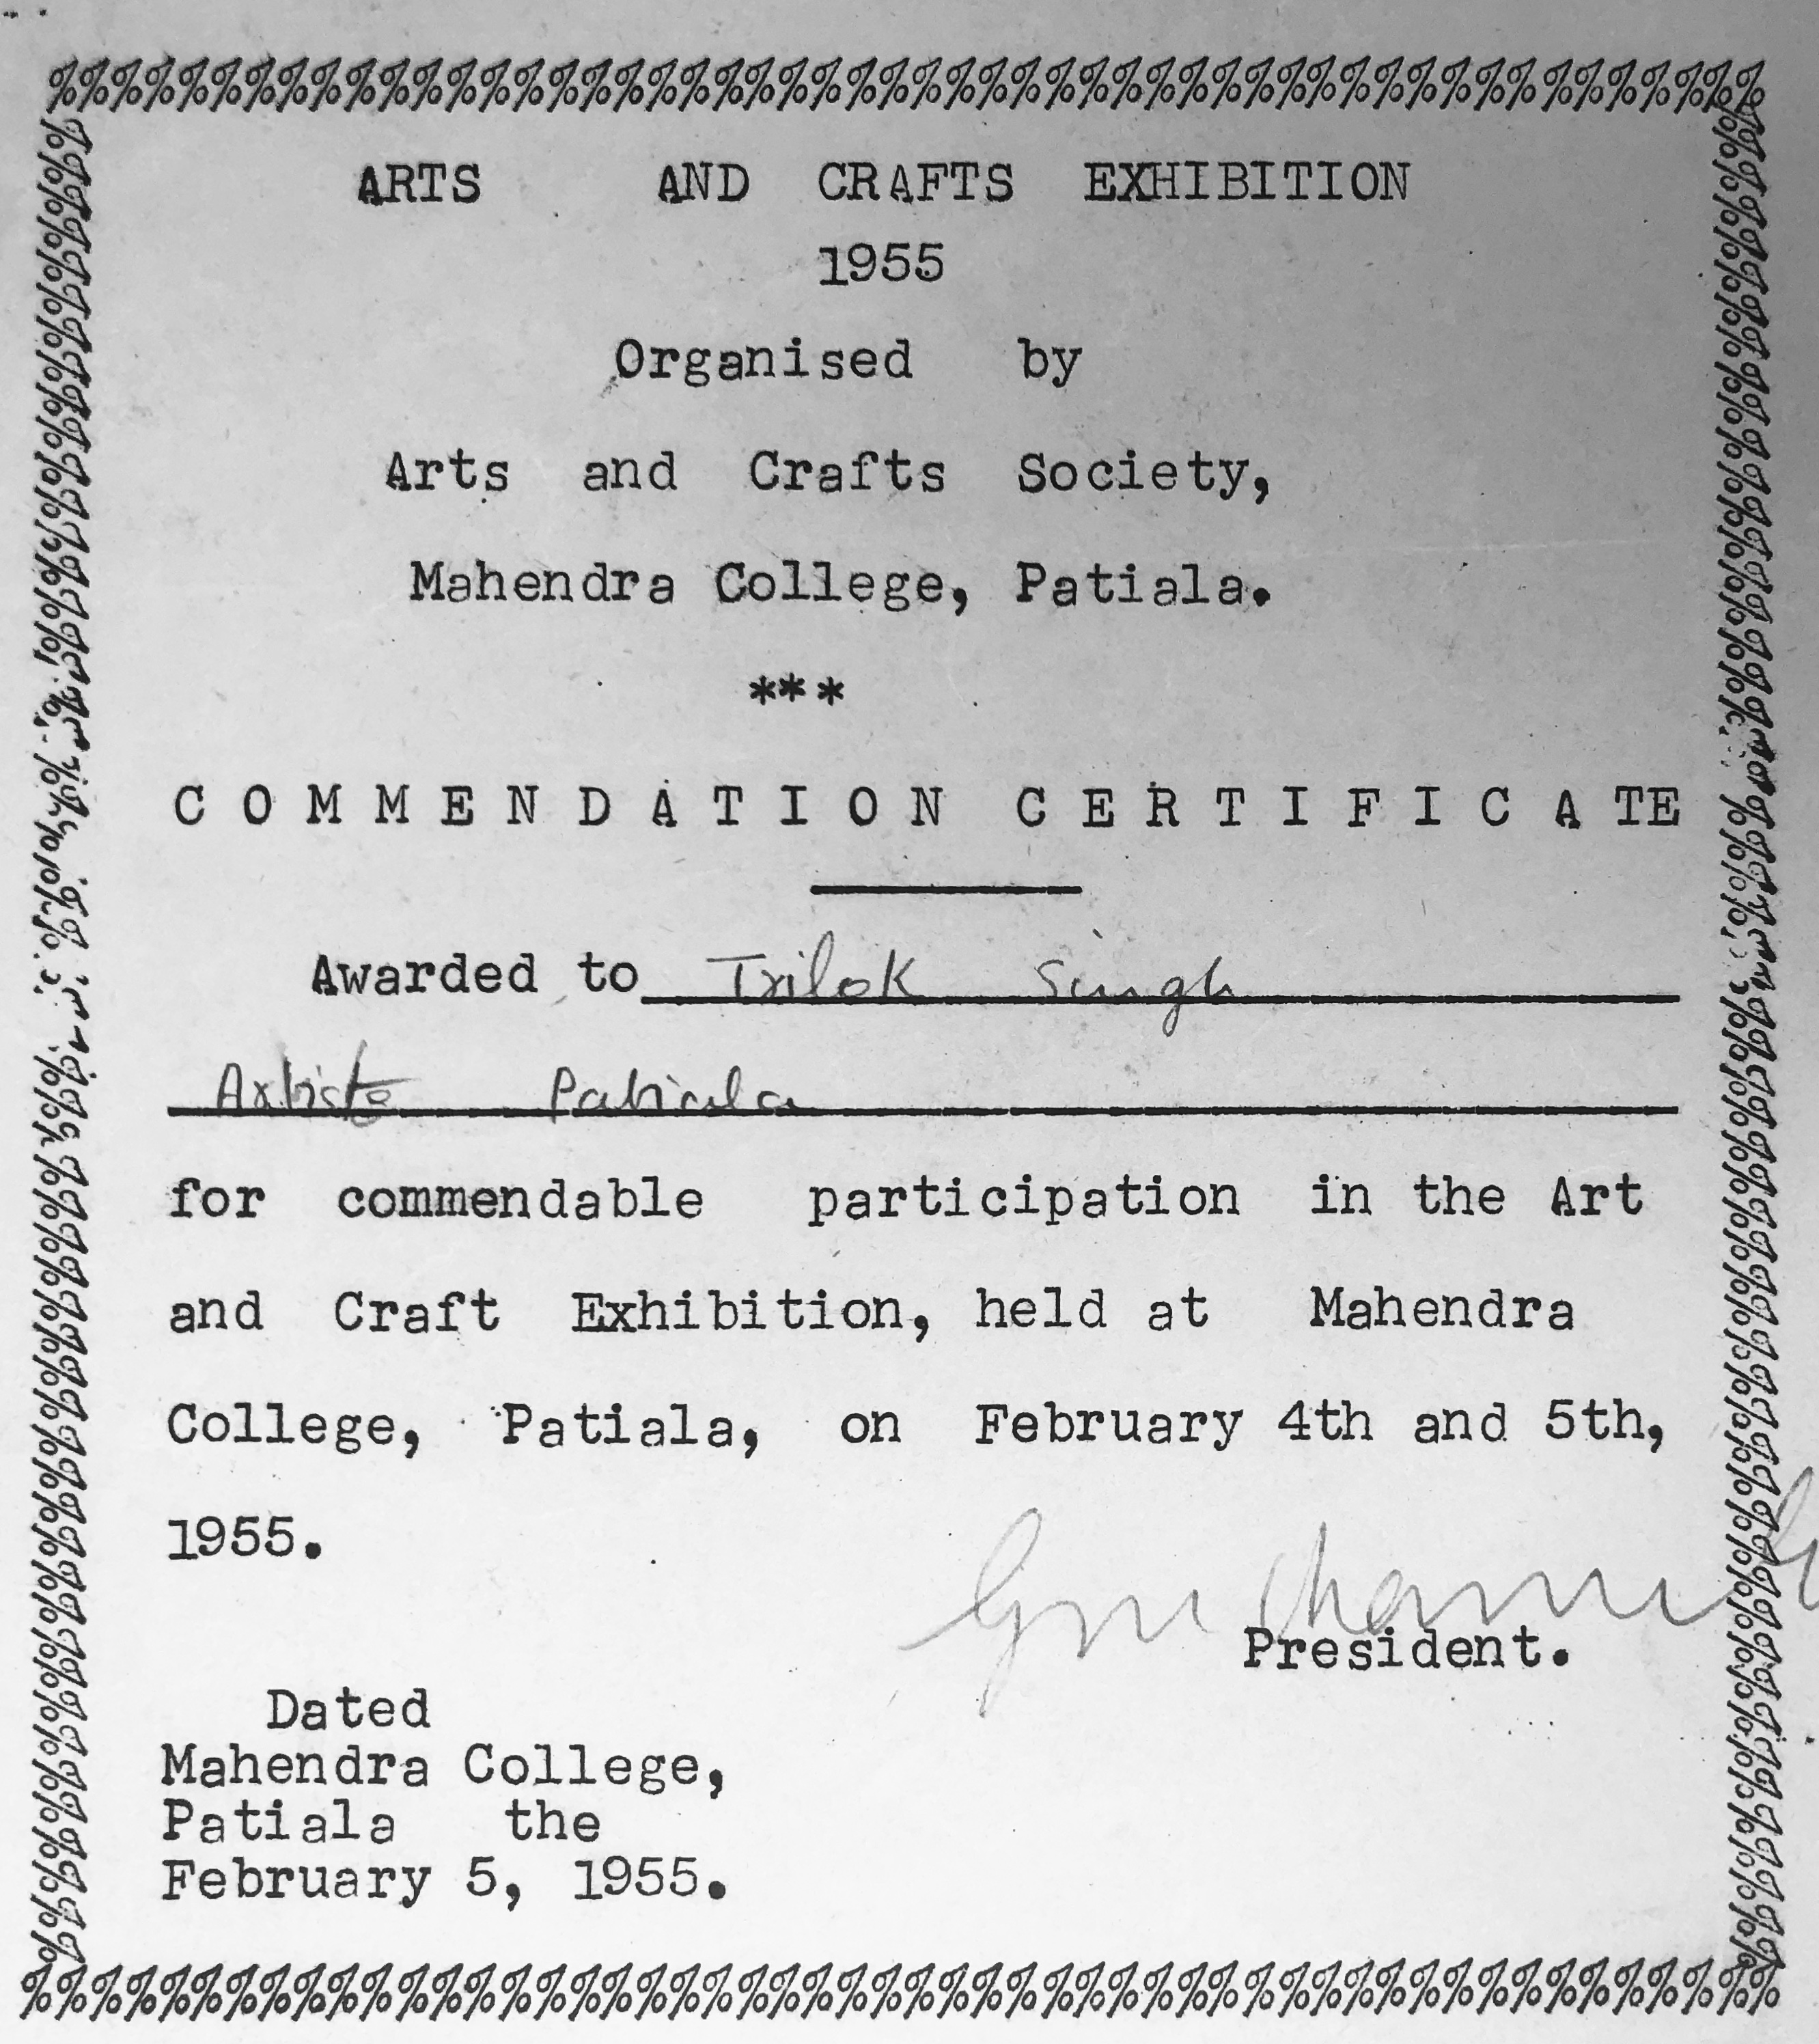 ARTS AND CRAFTS EXHIBITION
1955
Organised by
Arts and Crafts Society,
Mahendra College, Patiala.
***
COMMENDATION CERTIFICATE
Awarded to Trilok Singh
Artiste Patiala
for commendable participation in the Art
and Craft Exhibition, held at Mahendra
College, Patiala, on February 4th and 5th,
1955.
President.
Dated
Mahendra College,
Patiala the
February 5, 1955.